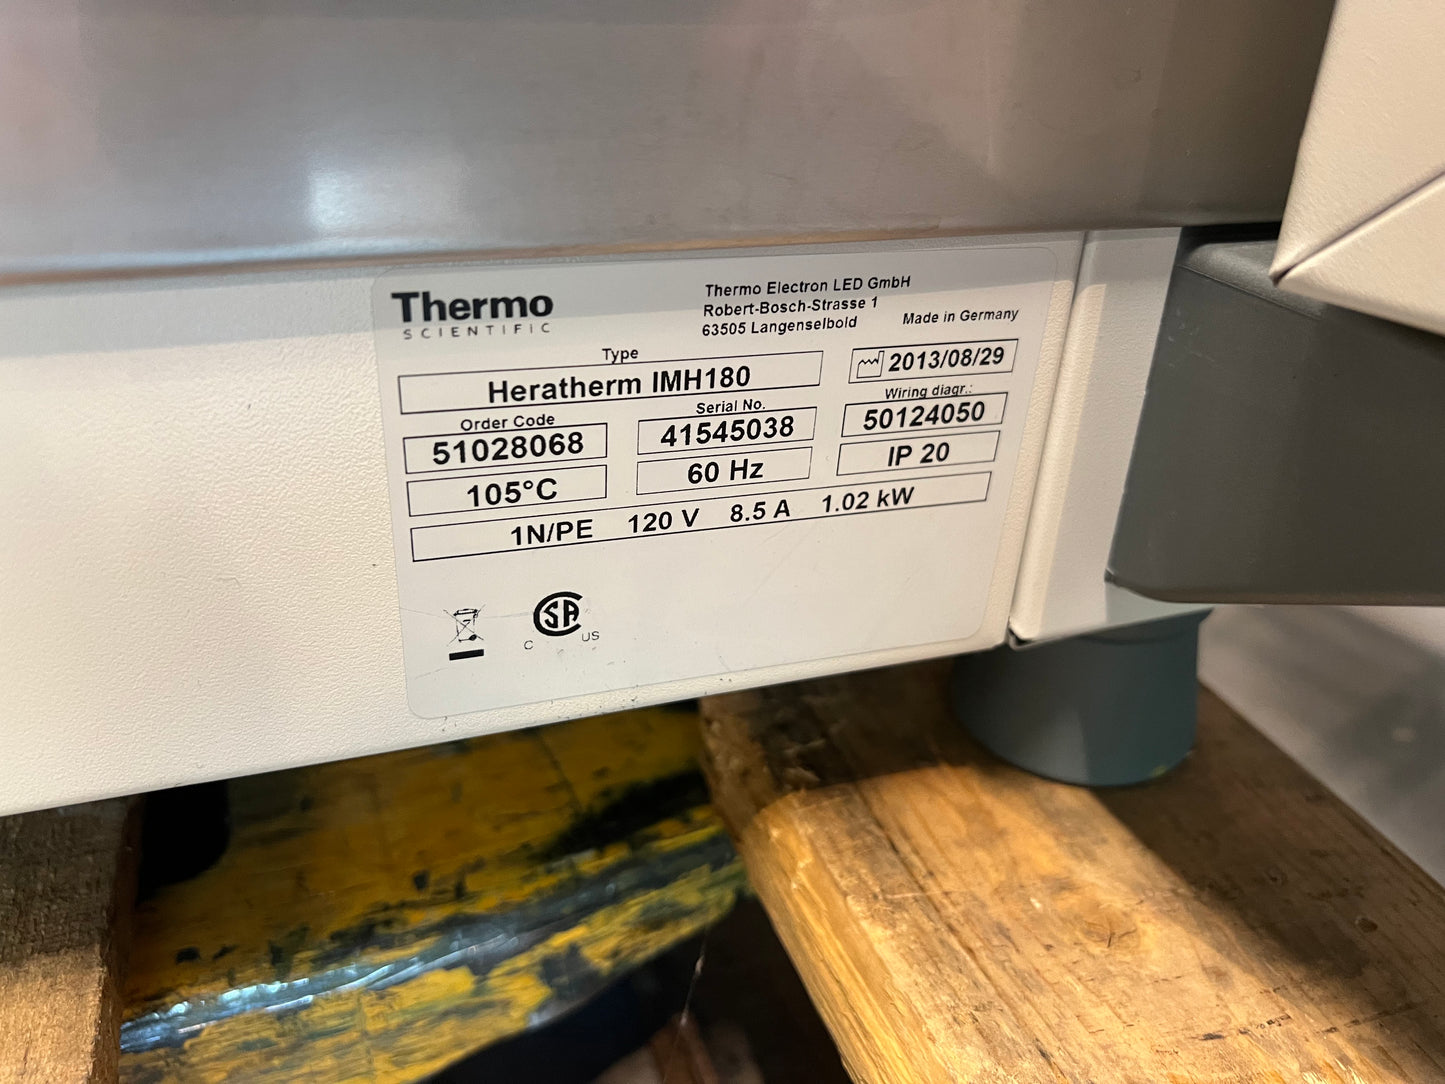 Thermo
SCIENTIFIC
Thermo Electron LED GmbH
Robert-Bosch-Strasse 1
63505 Langenselbold
Made in Germany
Type
Heratherm IMH180
2013/08/29
Order Code
Serial No.
Wiring diagr.:
51028068
41545038
50124050
105°C
60 Hz
IP 20
1N/PE 120 V 8.5 A 1.02 kW
C SA US